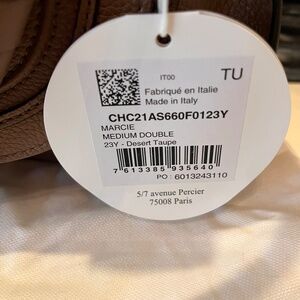 IT00
TU
Fabriqué en Italie
Made in Italy
CHC21AS660F0123Y
MARCIE
MEDIUM DOUBLE
23Y - Desert Taupe
7 613385 935640
PO : 6013243110
5/7 avenue Percier
75008 Paris